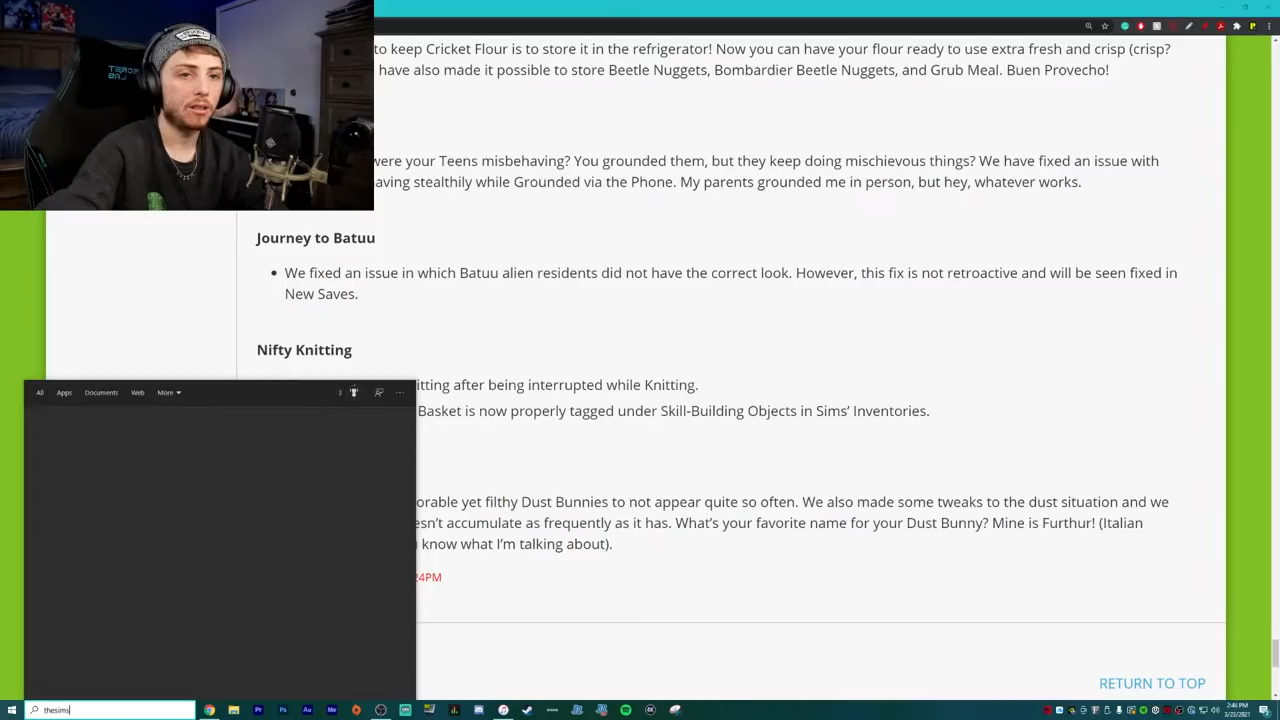 to keep Cricket Flour is to store it in the refrigerator! Now you can have your flour ready to use extra fresh and crisp (crisp?
have also made it possible to store Beetle Nuggets, Bombardier Beetle Nuggets, and Grub Meal. Buen Provecho!
were your Teens misbehaving? You grounded them, but they keep doing mischievous things? We have fixed an issue with
aving stealthily while Grounded via the Phone. My parents grounded me in person, but hey, whatever works.
Journey to Batuu
• We fixed an issue in which Batuu alien residents did not have the correct look. However, this fix is not retroactive and will be seen fixed in
New Saves.
Nifty Knitting
itting after being interrupted while Knitting.
Basket is now properly tagged under Skill-Building Objects in Sims' Inventories.
All Apps Documents Web More 3
orable yet filthy Dust Bunnies to not appear quite so often. We also made some tweaks to the dust situation and we
esn't accumulate as frequently as it has. What's your favorite name for your Dust Bunny? Mine is Furthur! (Italian
know what I'm talking about).
24PM
RETURN TO TOP
thesims
2:46 PM
3/23/2021